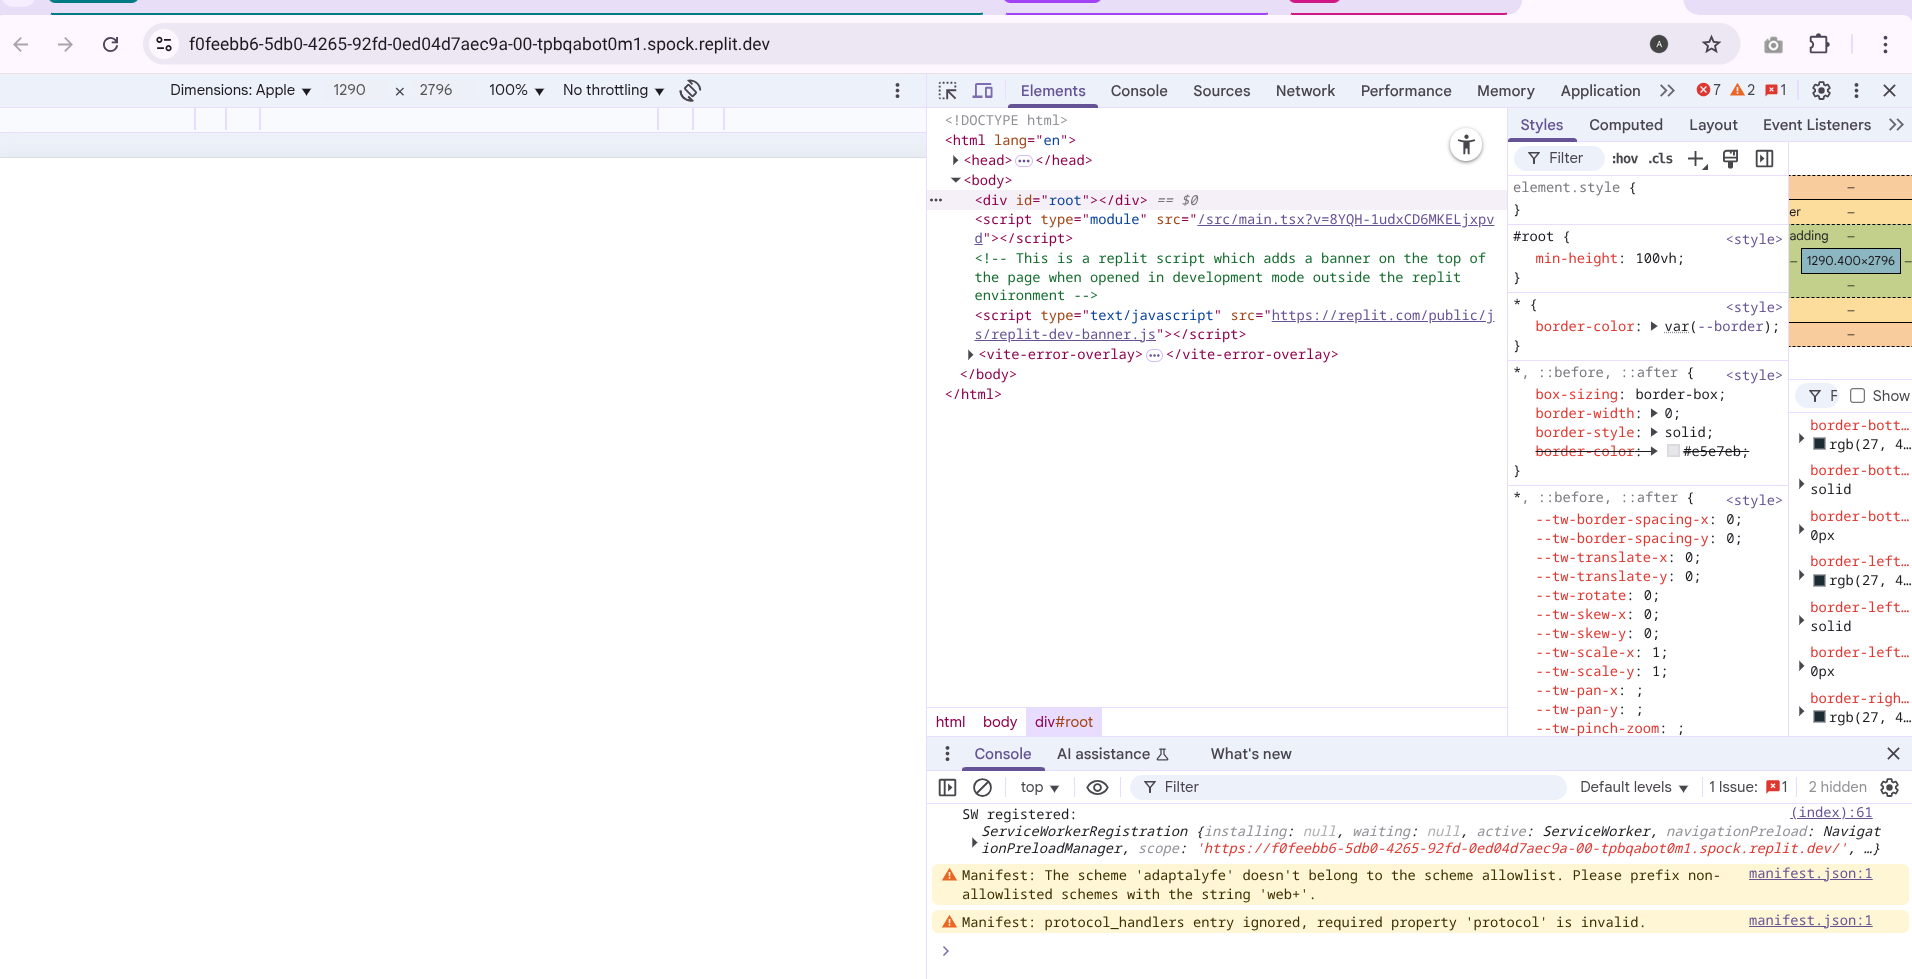 f0feebb6-5db0-4265-92fd-0ed04d7aec9a-00-tpbqabot0m1.spock.replit.dev
A
Dimensions: Apple ▼ 1290 × 2796 100% ▼ No throttling ▼
Elements Console Sources Network Performance Memory Application 7 2 1
<!DOCTYPE html>
<html lang="en">
<head>…</head>
<body>
<div id="root"></div> == $0
<script type="module" src="/src/main.tsx?v=8YQH-1udxCD6MKELjxpv
d"></script>
<!-- This is a replit script which adds a banner on the top of
the page when opened in development mode outside the replit
environment -->
<script type="text/javascript" src="https://replit.com/public/j
s/replit-dev-banner.js"></script>
<vite-error-overlay>…</vite-error-overlay>
</body>
</html>
html body div#root
Styles Computed Layout Event Listeners
Filter :hov .cls
element.style {
}
#root { <style>
min-height: 100vh;
}
* { <style>
border-color: var(--border);
}
*, ::before, ::after { <style>
box-sizing: border-box;
border-width: 0;
border-style: solid;
border-color: #e5e7eb;
}
*, ::before, ::after { <style>
--tw-border-spacing-x: 0;
--tw-border-spacing-y: 0;
--tw-translate-x: 0;
--tw-translate-y: 0;
--tw-rotate: 0;
--tw-skew-x: 0;
--tw-skew-y: 0;
--tw-scale-x: 1;
--tw-scale-y: 1;
--tw-pan-x: ;
--tw-pan-y: ;
--tw-pinch-zoom: ;
–
er –
adding –
– 1290.400×2796 –
–
–
–
F Show
border-bott…
rgb(27, 4…
border-bott…
solid
border-bott…
0px
border-left…
rgb(27, 4…
border-left…
solid
border-left…
0px
border-righ…
rgb(27, 4…
Console AI assistance What's new
top ▼ Filter Default levels ▼ 1 Issue: 1 2 hidden
SW registered: (index):61
ServiceWorkerRegistration {installing: null, waiting: null, active: ServiceWorker, navigationPreload: Navigat
ionPreloadManager, scope: 'https://f0feebb6-5db0-4265-92fd-0ed04d7aec9a-00-tpbqabot0m1.spock.replit.dev/', …}
Manifest: The scheme 'adaptalyfe' doesn't belong to the scheme allowlist. Please prefix non- manifest.json:1
allowlisted schemes with the string 'web+'.
Manifest: protocol_handlers entry ignored, required property 'protocol' is invalid. manifest.json:1